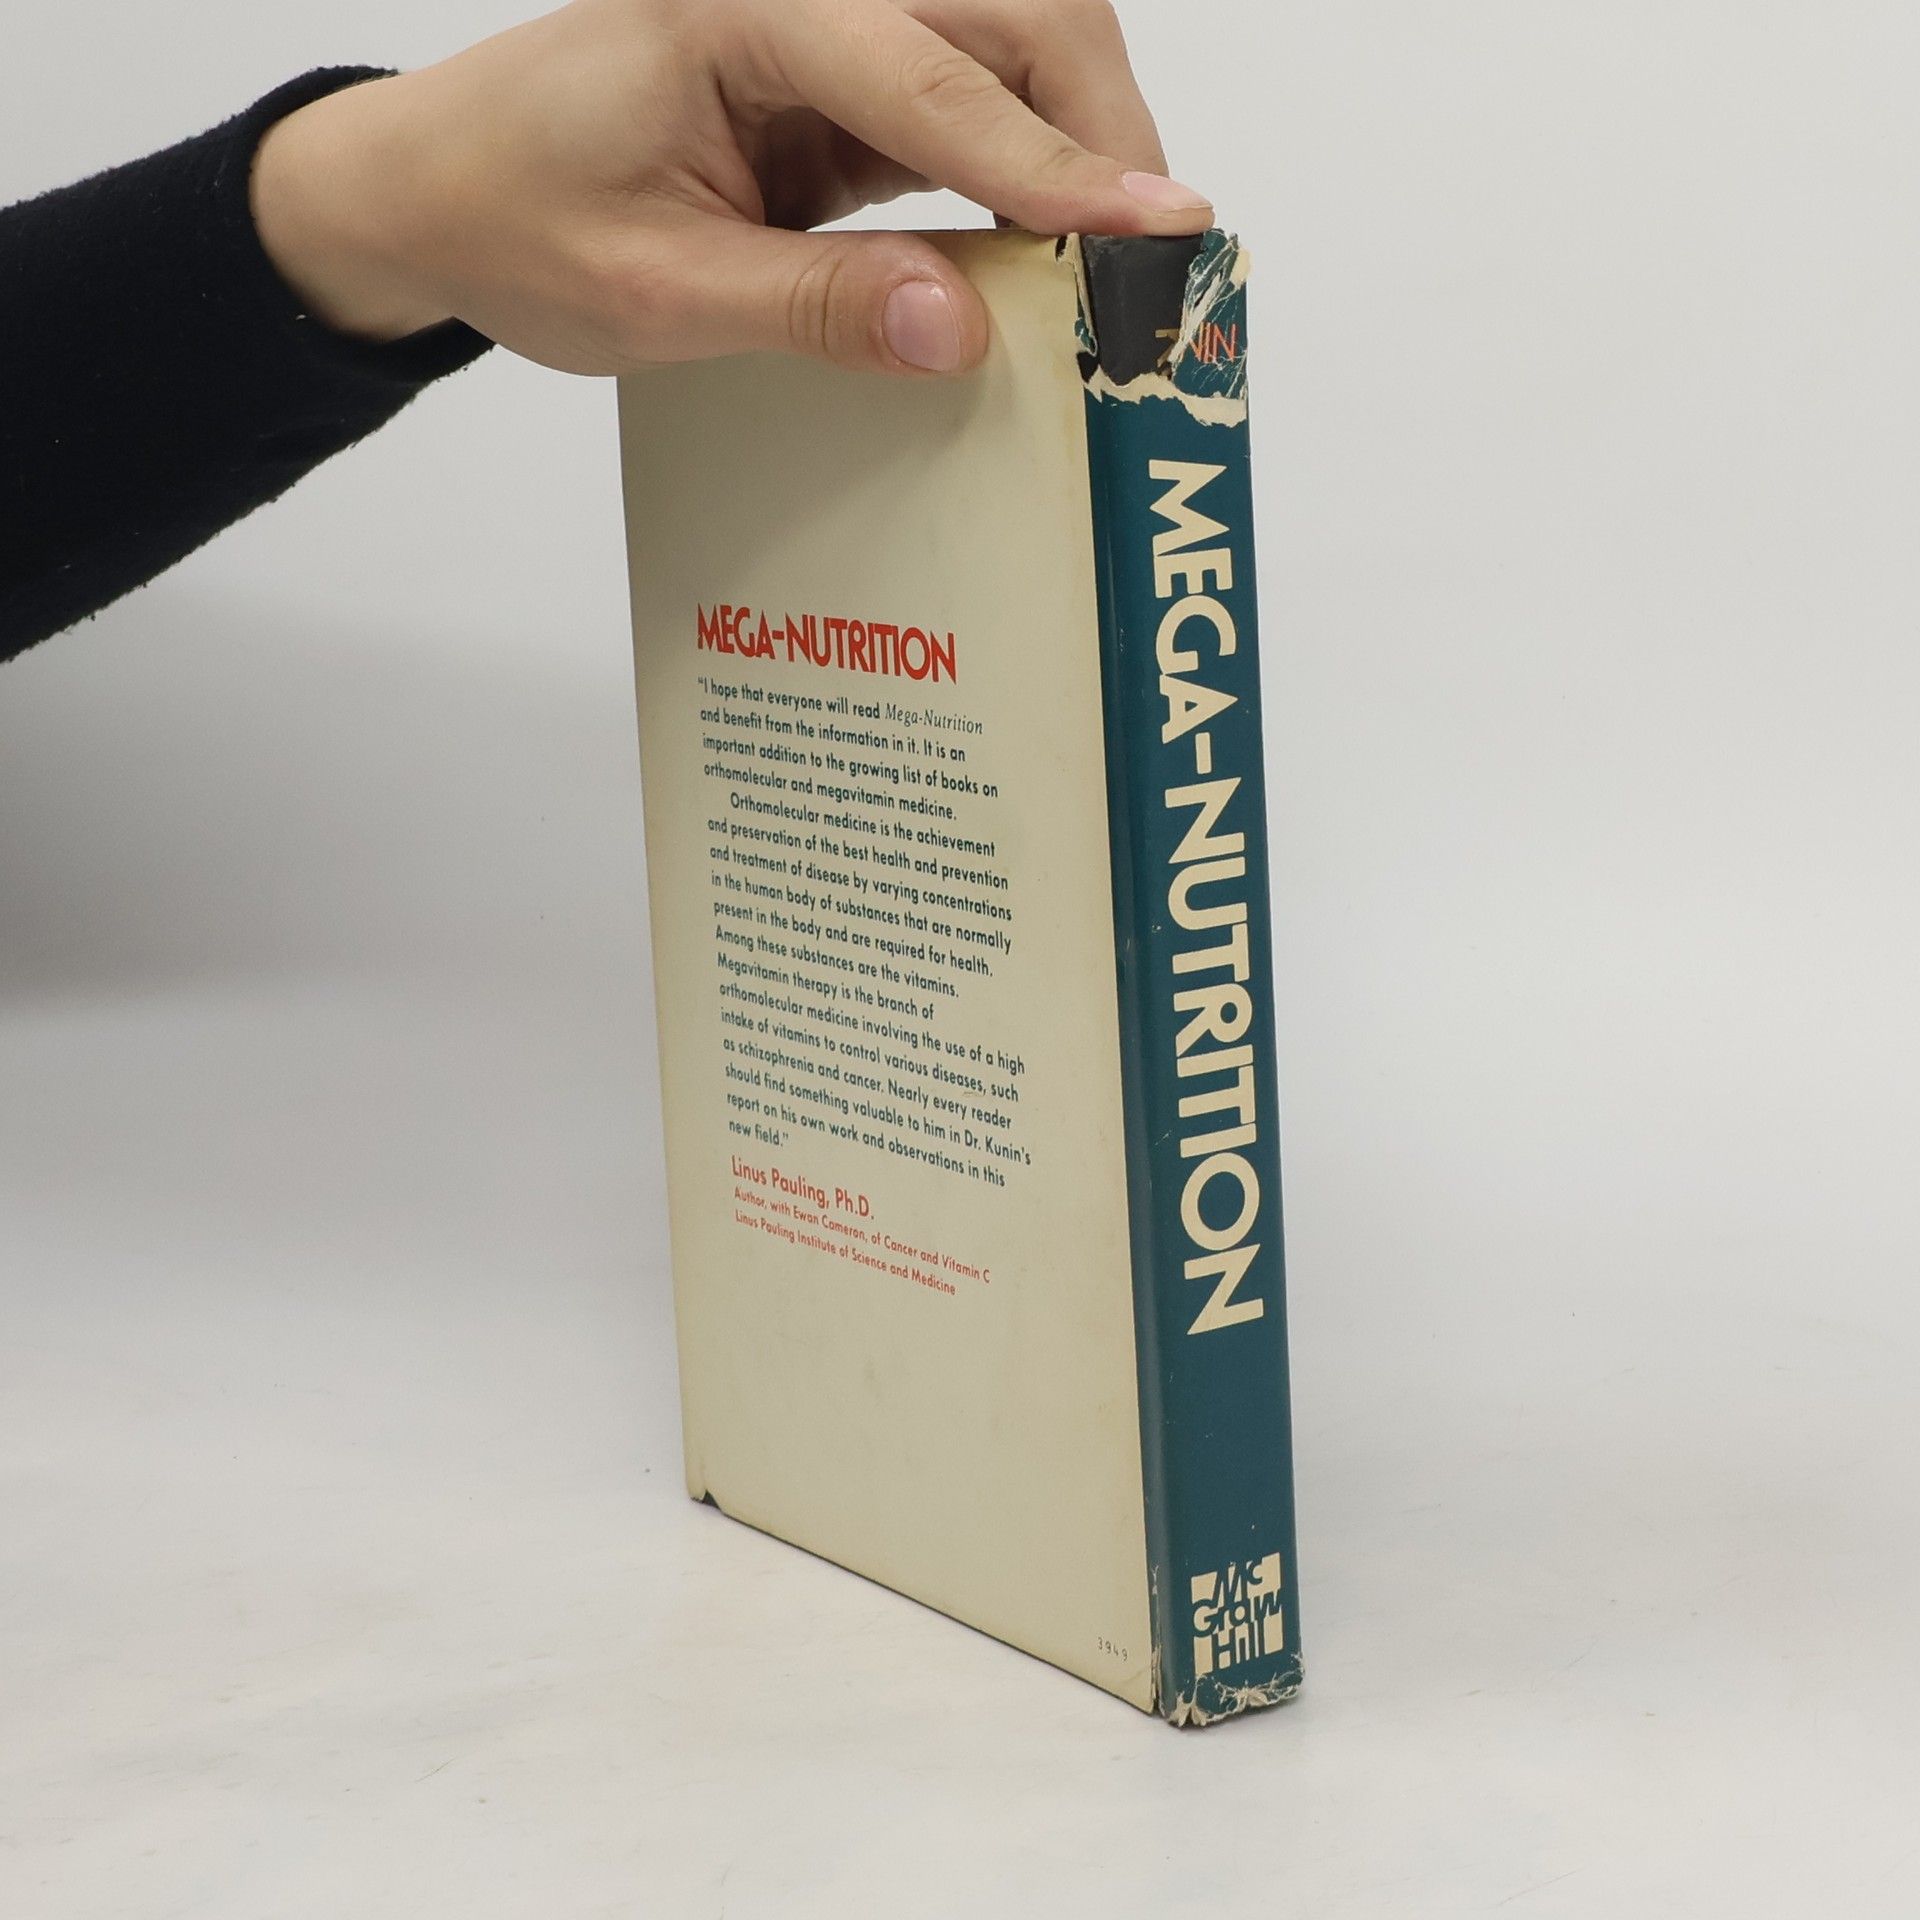 MEGA-NUTRITION
"I hope that everyone will read Mega-Nutrition
and benefit from the information in it. It is an
important addition to the growing list of books on
orthomolecular and megavitamin medicine.
Orthomolecular medicine is the achievement
and preservation of the best health and prevention
and treatment of disease by varying concentrations
in the human body of substances that are normally
present in the body and are required for health.
Among these substances are the vitamins.
Megavitamin therapy is the branch of
orthomolecular medicine involving the use of a high
intake of vitamins to control various diseases, such
as schizophrenia and cancer. Nearly every reader
should find something valuable to him in Dr. Kunin's
report on his own work and observations in this
new field."
Linus Pauling, Ph.D.
Author, with Ewan Cameron, of Cancer and Vitamin C
Linus Pauling Institute of Science and Medicine
3949
NIN
MEGA-NUTRITION
Mc
Graw
Hill